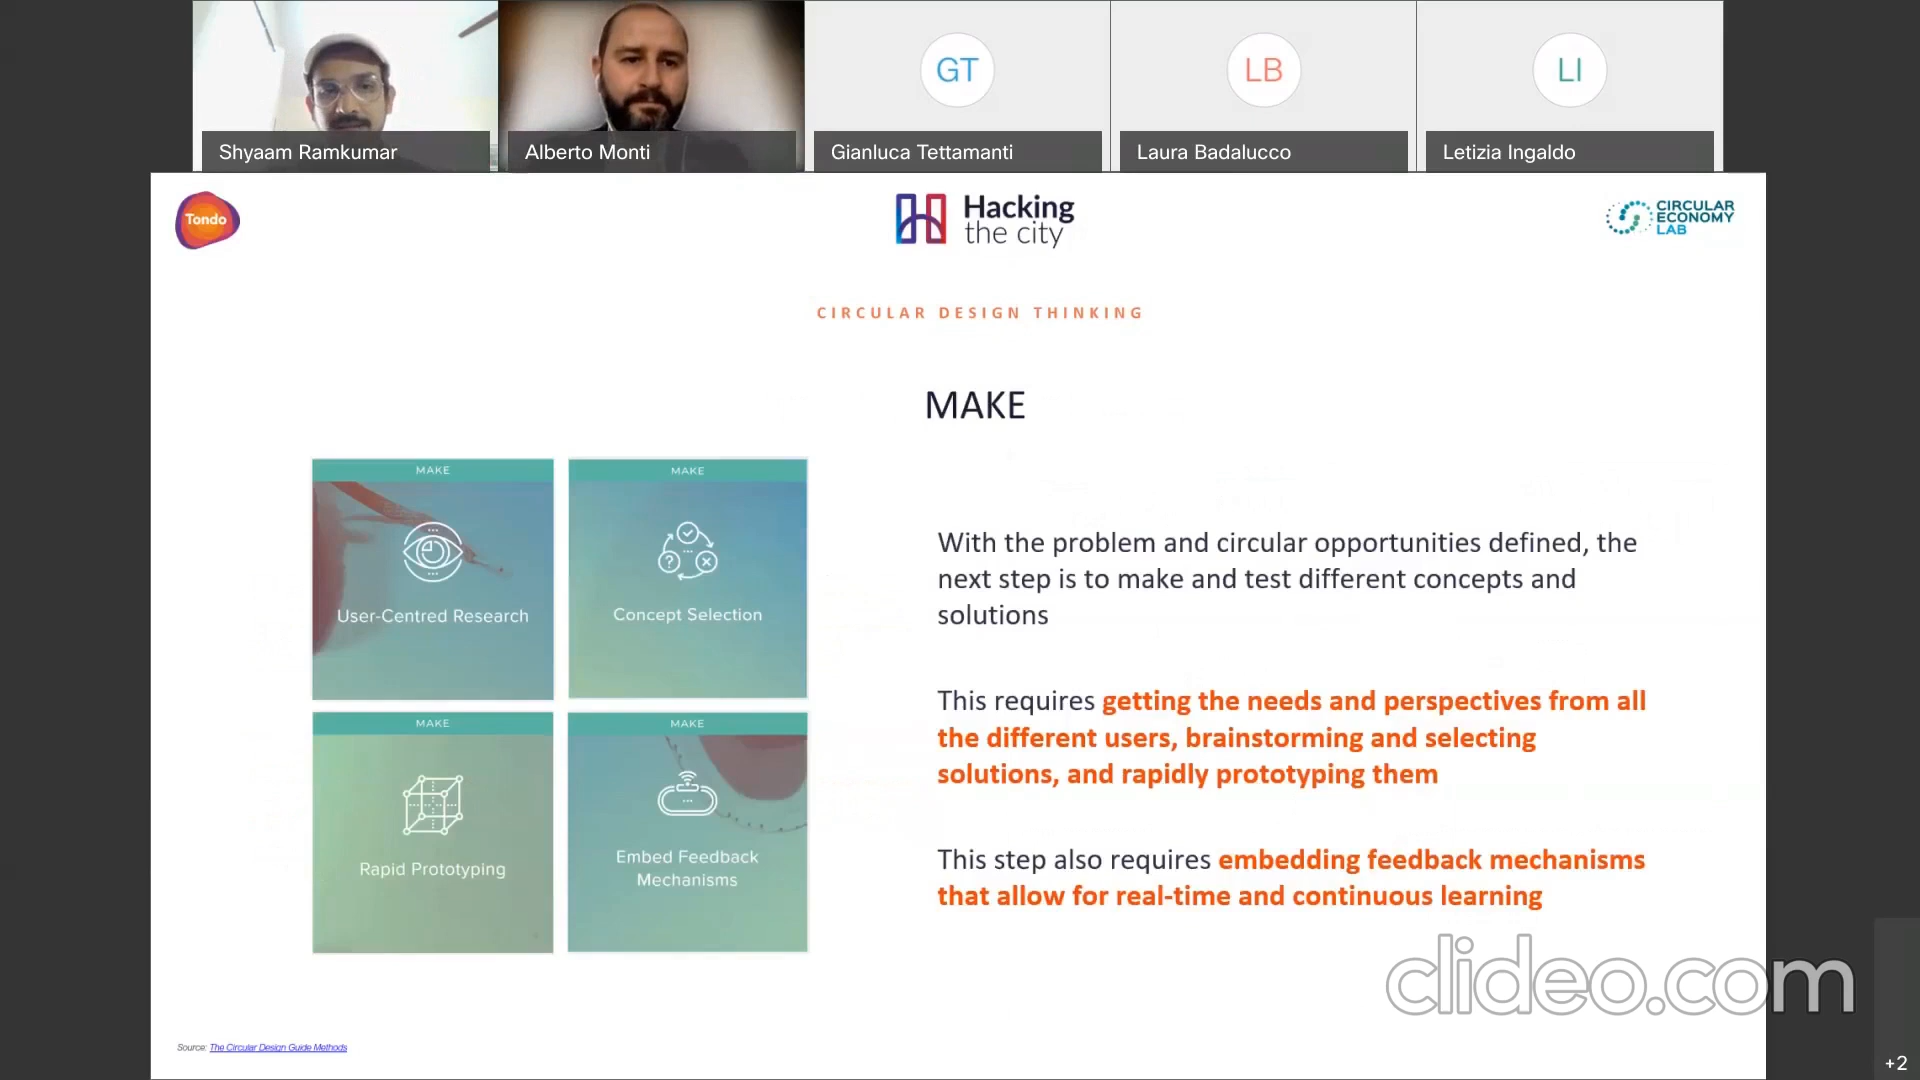 Shyaam Ramkumar
Alberto Monti
GT
Gianluca Tettamanti
LB
Laura Badalucco
LI
Letizia Ingaldo
Tondo
Hacking
the city
CIRCULAR
ECONOMY
LAB
CIRCULAR DESIGN THINKING
MAKE
MAKE
User-Centred Research
MAKE
Concept Selection
MAKE
Rapid Prototyping
MAKE
Embed Feedback
Mechanisms
With the problem and circular opportunities defined, the
next step is to make and test different concepts and
solutions
This requires getting the needs and perspectives from all
the different users, brainstorming and selecting
solutions, and rapidly prototyping them
This step also requires embedding feedback mechanisms
that allow for real-time and continuous learning
clideo.com
Source: The Circular Design Guide Methods
+2